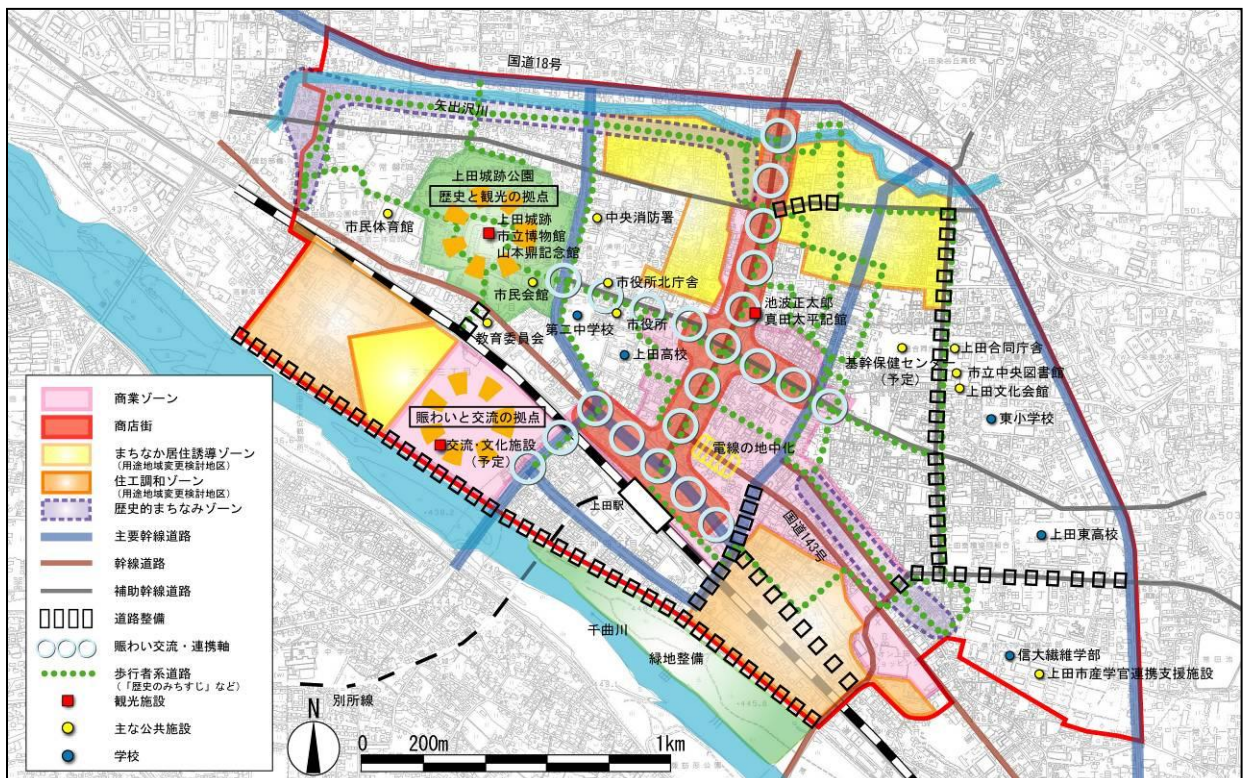 国道18号
矢出沢川
上田城跡公園
歴史と観光の拠点
上田城跡
市立博物館
山本鼎記念館
市民体育館
中央消防署
市民会館
市役所北庁舎
市役所
第二中学校
教育委員会
上田高校
池波正太郎
真田太平記館
基幹保健センター
(予定)
上田合同庁舎
市立中央図書館
上田文化会館
東小学校
賑わいと交流の拠点
交流・文化施設
(予定)
電線の地中化
上田駅
国道143号
上田東高校
信大繊維学部
上田市産学官連携支援施設
千曲川
緑地整備
別所線
商業ゾーン
商店街
まちなか居住誘導ゾーン
(用途地域変更検討地区)
住工調和ゾーン
(用途地域変更検討地区)
歴史的まちなみゾーン
主要幹線道路
幹線道路
補助幹線道路
道路整備
賑わい交流・連携軸
歩行者系道路
(「歴史のみちすじ」など)
観光施設
主な公共施設
学校
N
0 200m 1km